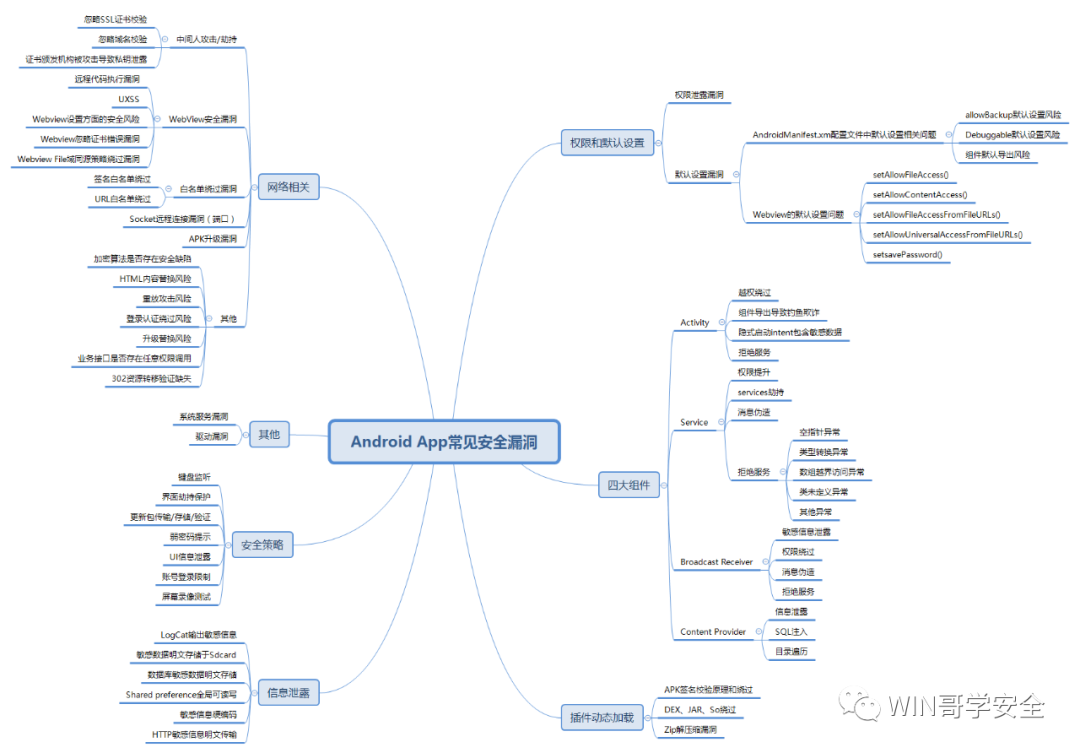 Android App常见安全漏洞
网络相关
中间人攻击/劫持
忽略SSL证书校验
忽略域名校验
证书颁发机构被攻击导致私钥泄露
WebView安全漏洞
远程代码执行漏洞
UXSS
Webview设置方面的安全风险
Webview忽略证书错误漏洞
Webview File域同源策略绕过漏洞
白名单绕过漏洞
签名白名单绕过
URL白名单绕过
Socket远程连接漏洞（端口）
APK升级漏洞
其他
加密算法是否存在安全缺陷
HTML内容替换风险
重放攻击风险
登录认证绕过风险
升级替换风险
业务接口是否存在任意权限调用
302资源转移验证缺失
其他
系统服务漏洞
驱动漏洞
安全策略
键盘监听
界面劫持保护
更新包传输/存储/验证
弱密码提示
UI信息泄露
账号登录限制
屏幕录像测试
信息泄露
LogCat输出敏感信息
敏感数据明文存储于Sdcard
数据库敏感数据明文存储
Shared preference全局可读写
敏感信息硬编码
HTTP敏感信息明文传输
权限和默认设置
权限泄露漏洞
默认设置漏洞
AndroidManifest.xm配置文件中默认设置相关问题
allowBackup默认设置风险
Debuggable默认设置风险
组件默认导出风险
Webview的默认设置问题
setAllowFileAccess()
setAllowContentAccess()
setAllowFileAccessFromFileURLs()
setAllowUniversalAccessFromFileURLs()
setsavePassword()
四大组件
Activity
越权绕过
组件导出导致钓鱼欺诈
隐式启动intent包含敏感数据
拒绝服务
Service
权限提升
services劫持
消息伪造
拒绝服务
空指针异常
类型转换异常
数组越界访问异常
类未定义异常
其他异常
Broadcast Receiver
敏感信息泄露
权限绕过
消息伪造
拒绝服务
Content Provider
信息泄露
SQL注入
目录遍历
插件动态加载
APK签名校验原理和绕过
DEX、JAR、So绕过
Zip解压缩漏洞
WIN哥学安全